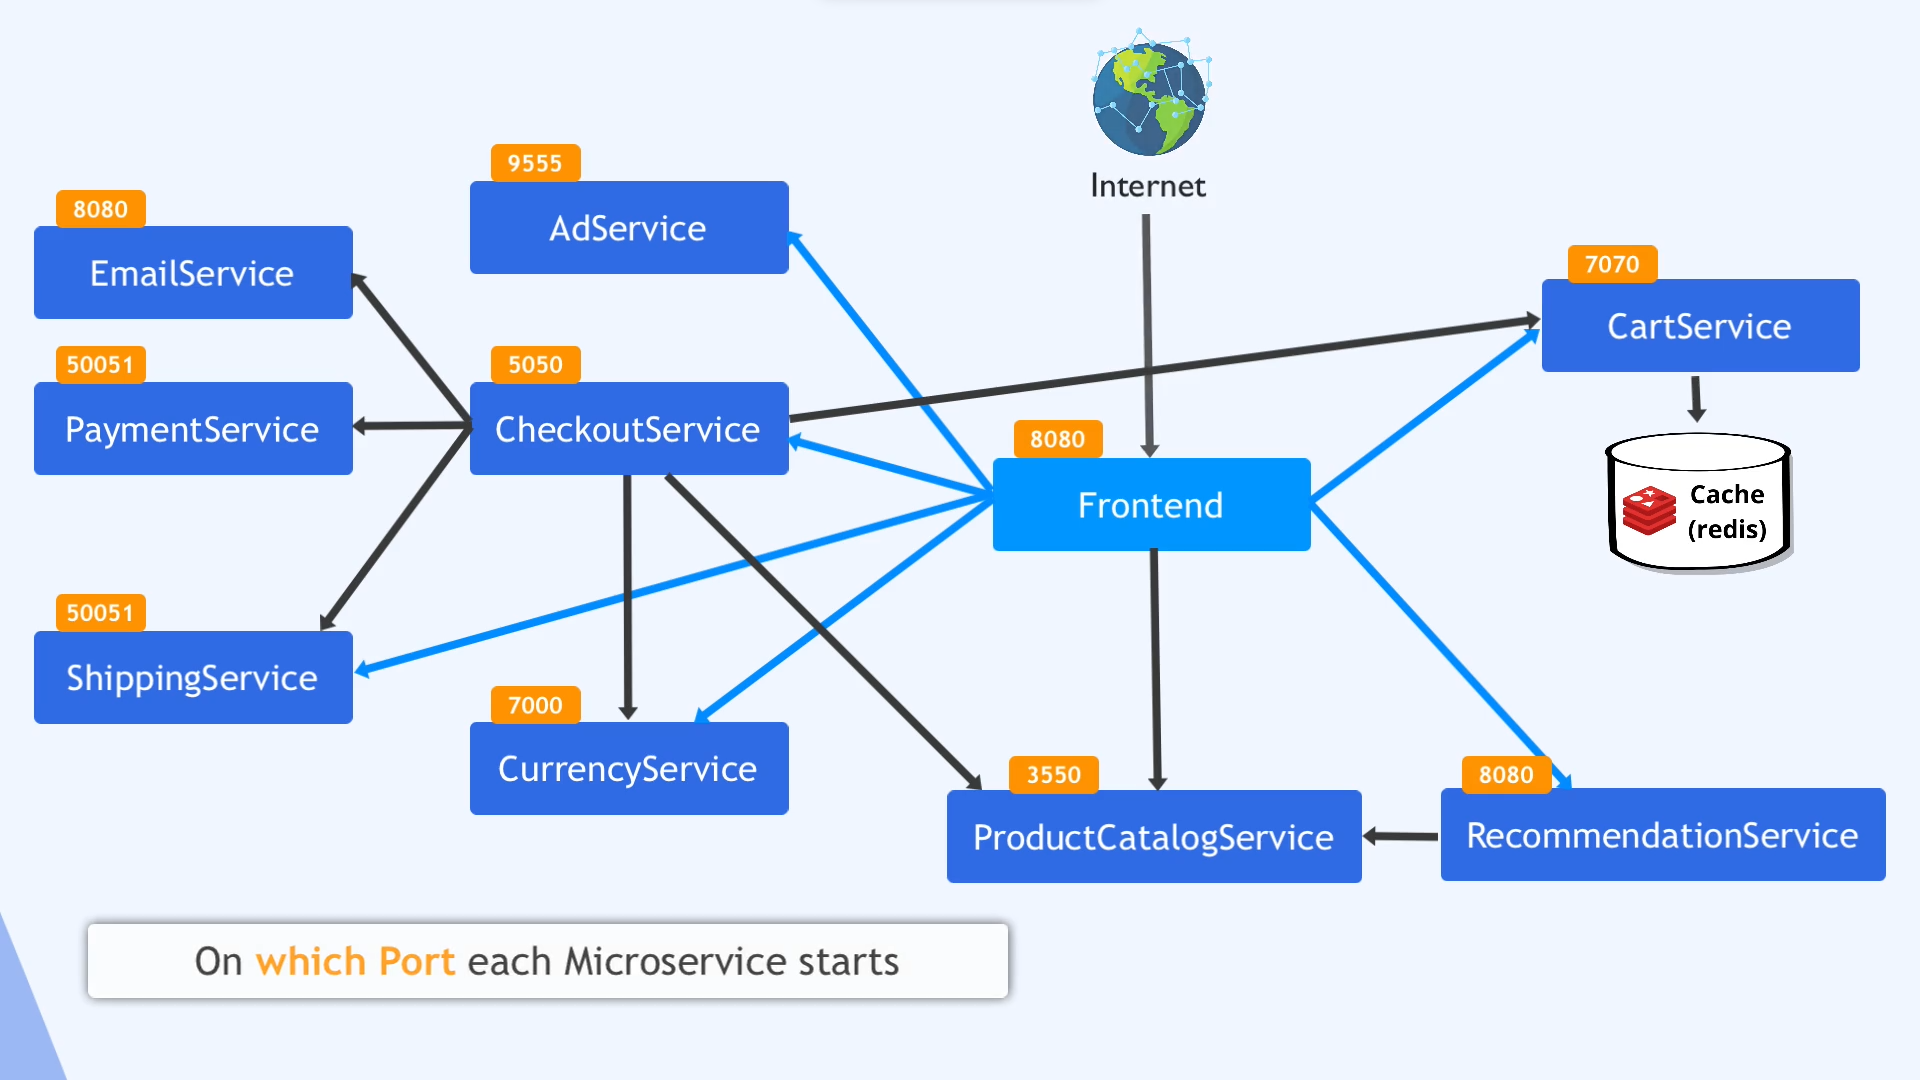 Internet
9555
AdService
8080
EmailService
7070
CartService
50051
PaymentService
5050
CheckoutService
8080
Frontend
Cache
(redis)
50051
ShippingService
7000
CurrencyService
3550
ProductCatalogService
8080
RecommendationService
On which Port each Microservice starts